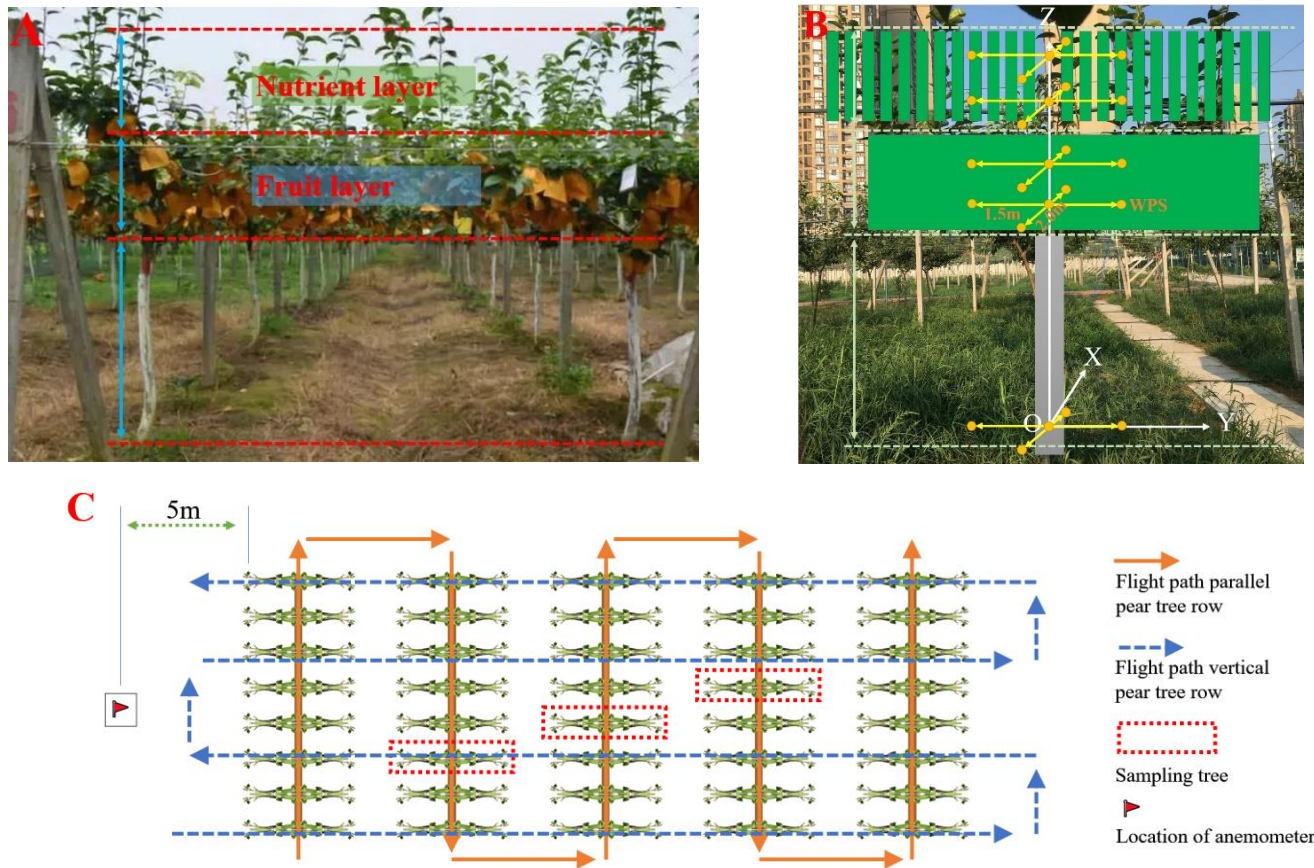 A
Nutrient layer
Fruit layer
B
Z
1.5m
WPS
X
O
Y
C
5m
Flight path parallel
pear tree row
Flight path vertical
pear tree row
Sampling tree
Location of anemometer